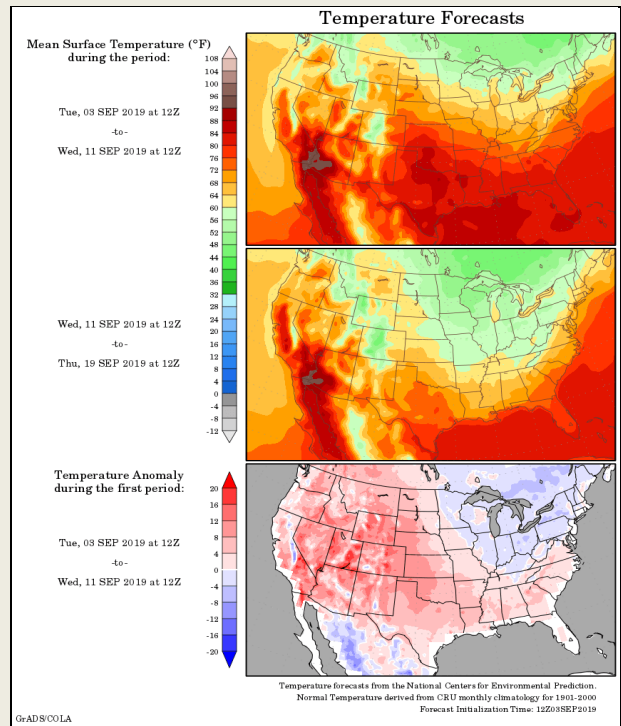 Temperature Forecasts
Mean Surface Temperature (°F)
during the period:
Tue, 03 SEP 2019 at 12Z
-to-
Wed, 11 SEP 2019 at 12Z
108
104
100
96
92
88
84
80
76
72
68
64
60
56
52
48
44
40
36
32
28
24
20
16
12
8
4
0
-4
-8
-12
Wed, 11 SEP 2019 at 12Z
-to-
Thu, 19 SEP 2019 at 12Z
Temperature Anomaly
during the first period:
Tue, 03 SEP 2019 at 12Z
-to-
Wed, 11 SEP 2019 at 12Z
20
16
12
8
4
0
-4
-8
-12
-16
-20
Temperature forecasts from the National Centers for Environmental Prediction.
Normal Temperature derived from CRU monthly climatology for 1901-2000
Forecast Initialization Time: 12Z03SEP2019
GrADS/COLA